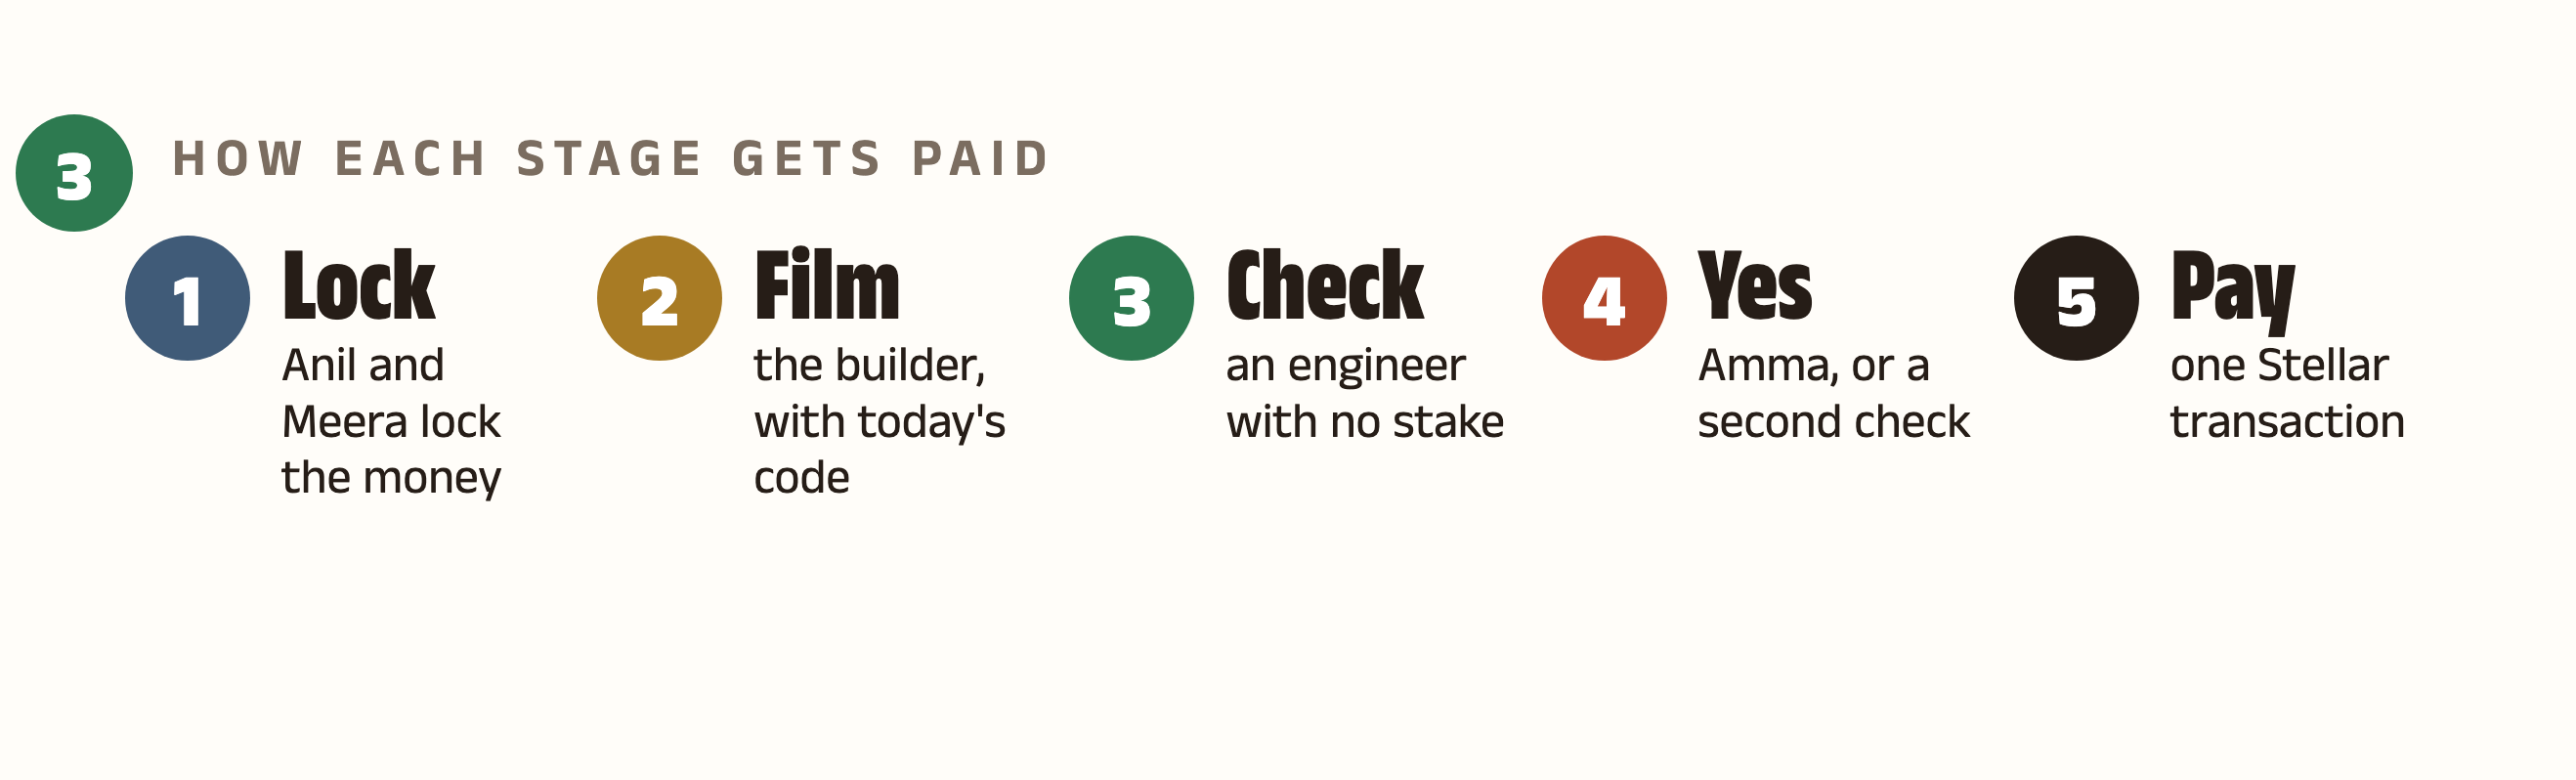 3 HOW EACH STAGE GETS PAID
1 Lock
Anil and
Meera lock
the money
2 Film
the builder,
with today's
code
3 Check
an engineer
with no stake
4 Yes
Amma, or a
second check
5 Pay
one Stellar
transaction